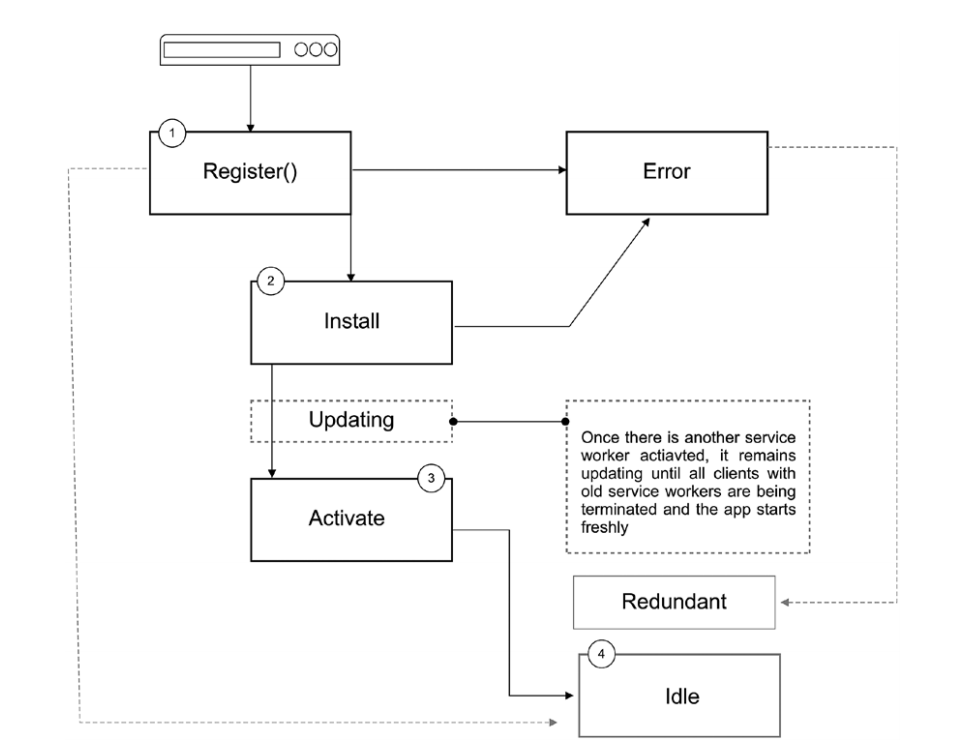 1
Register()
Error
2
Install
Updating
Once there is another service
worker actiavted, it remains
updating until all clients with
old service workers are being
terminated and the app starts
freshly
3
Activate
Redundant
4
Idle